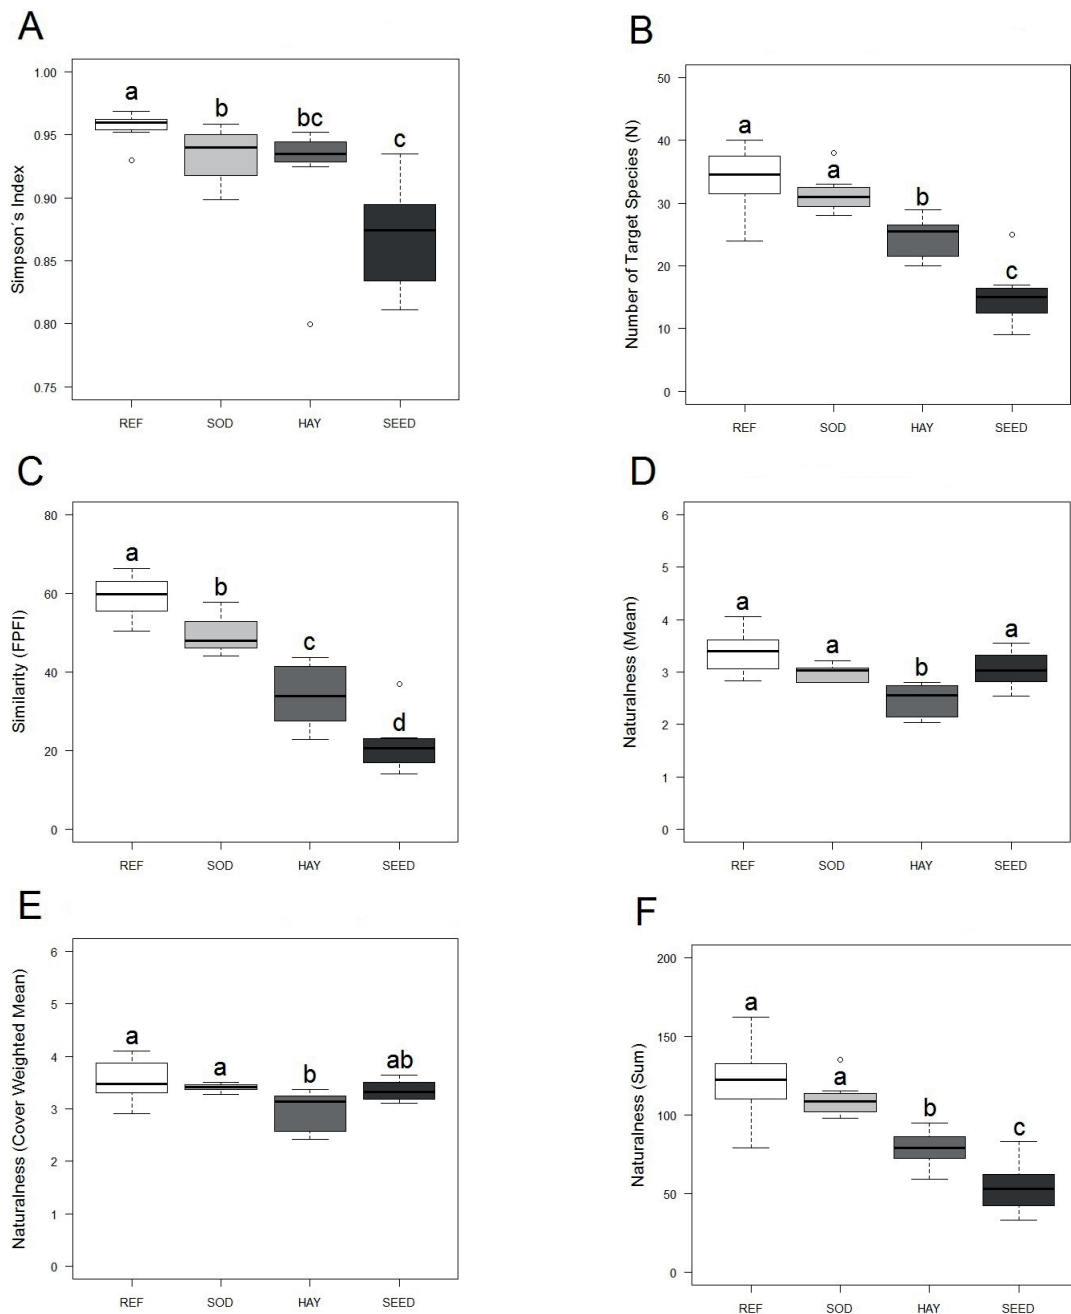 A
Simpson´s Index
1.00
0.95
0.90
0.85
0.80
0.75
a
b
bc
c
REF SOD HAY SEED
B
Number of Target Species (N)
50
40
30
20
10
0
a
a
b
c
REF SOD HAY SEED
C
Similarity (FPFI)
80
60
40
20
0
a
b
c
d
REF SOD HAY SEED
D
Naturalness (Mean)
6
5
4
3
2
1
0
a
a
b
a
REF SOD HAY SEED
E
Naturalness (Cover Weighted Mean)
6
5
4
3
2
1
0
a
a
b
ab
REF SOD HAY SEED
F
Naturalness (Sum)
200
150
100
50
0
a
a
b
c
REF SOD HAY SEED